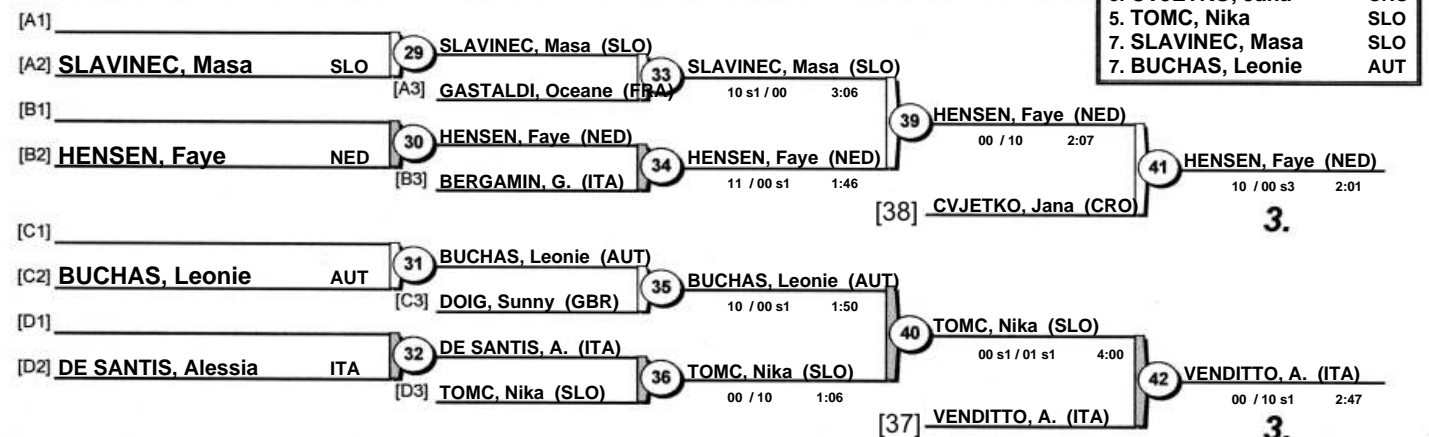 5. TOMC, Nika SLO
7. SLAVINEC, Masa SLO
7. BUCHAS, Leonie AUT
[A1]
[A2] SLAVINEC, Masa SLO
29
SLAVINEC, Masa (SLO)
[A3] GASTALDI, Oceane (FRA)
33
SLAVINEC, Masa (SLO)
10 s1 / 00 3:06
[B1]
[B2] HENSEN, Faye NED
30
HENSEN, Faye (NED)
[B3] BERGAMIN, G. (ITA)
34
HENSEN, Faye (NED)
11 / 00 s1 1:46
39
HENSEN, Faye (NED)
00 / 10 2:07
[38] CVJETKO, Jana (CRO)
41
HENSEN, Faye (NED)
10 / 00 s3 2:01
3.
[C1]
[C2] BUCHAS, Leonie AUT
31
BUCHAS, Leonie (AUT)
[C3] DOIG, Sunny (GBR)
35
BUCHAS, Leonie (AUT)
10 / 00 s1 1:50
[D1]
[D2] DE SANTIS, Alessia ITA
32
DE SANTIS, A. (ITA)
[D3] TOMC, Nika (SLO)
36
TOMC, Nika (SLO)
00 / 10 1:06
40
TOMC, Nika (SLO)
00 s1 / 01 s1 4:00
[37] VENDITTO, A. (ITA)
42
VENDITTO, A. (ITA)
00 / 10 s1 2:47
3.